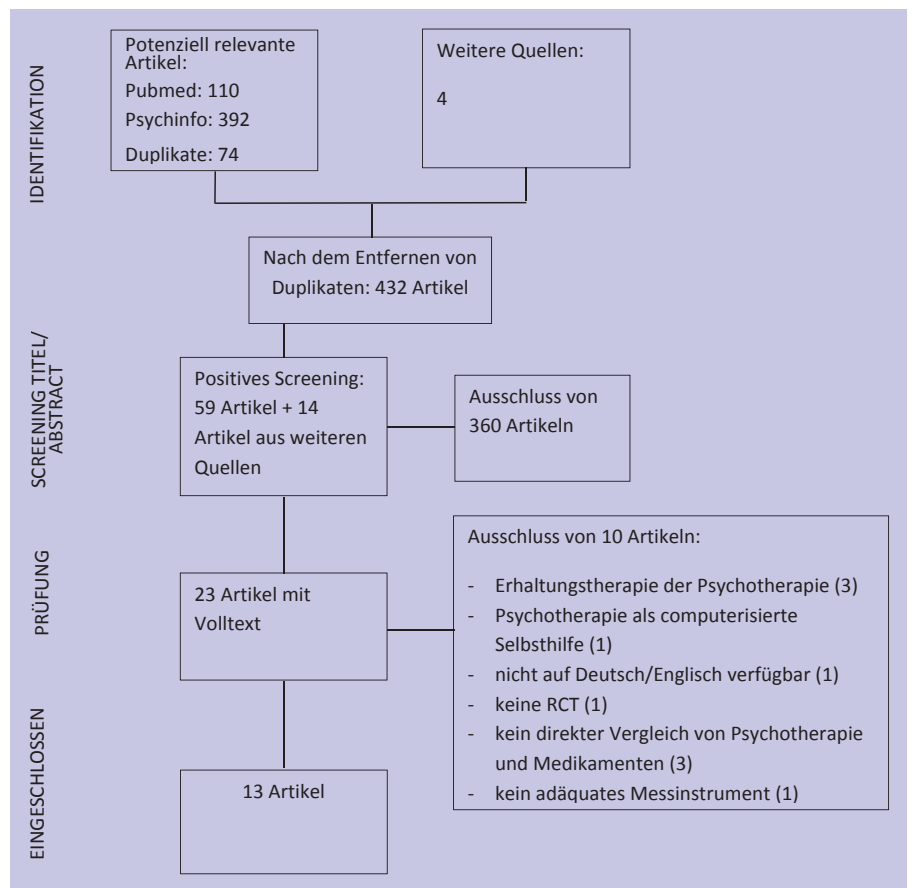 IDENTIFIKATION
Potenziell relevante
Artikel:
Pubmed: 110
Psychinfo: 392
Duplikate: 74
Weitere Quellen:
4
Nach dem Entfernen von
Duplikaten: 432 Artikel
SCREENING TITEL/
ABSTRACT
Positives Screening:
59 Artikel + 14
Artikel aus weiteren
Quellen
Ausschluss von
360 Artikeln
PRÜFUNG
23 Artikel mit
Volltext
Ausschluss von 10 Artikeln:
- Erhaltungstherapie der Psychotherapie (3)
- Psychotherapie als computerisierte
Selbsthilfe (1)
- nicht auf Deutsch/Englisch verfügbar (1)
- keine RCT (1)
- kein direkter Vergleich von Psychotherapie
und Medikamenten (3)
- kein adäquates Messinstrument (1)
EINGESCHLOSSEN
13 Artikel